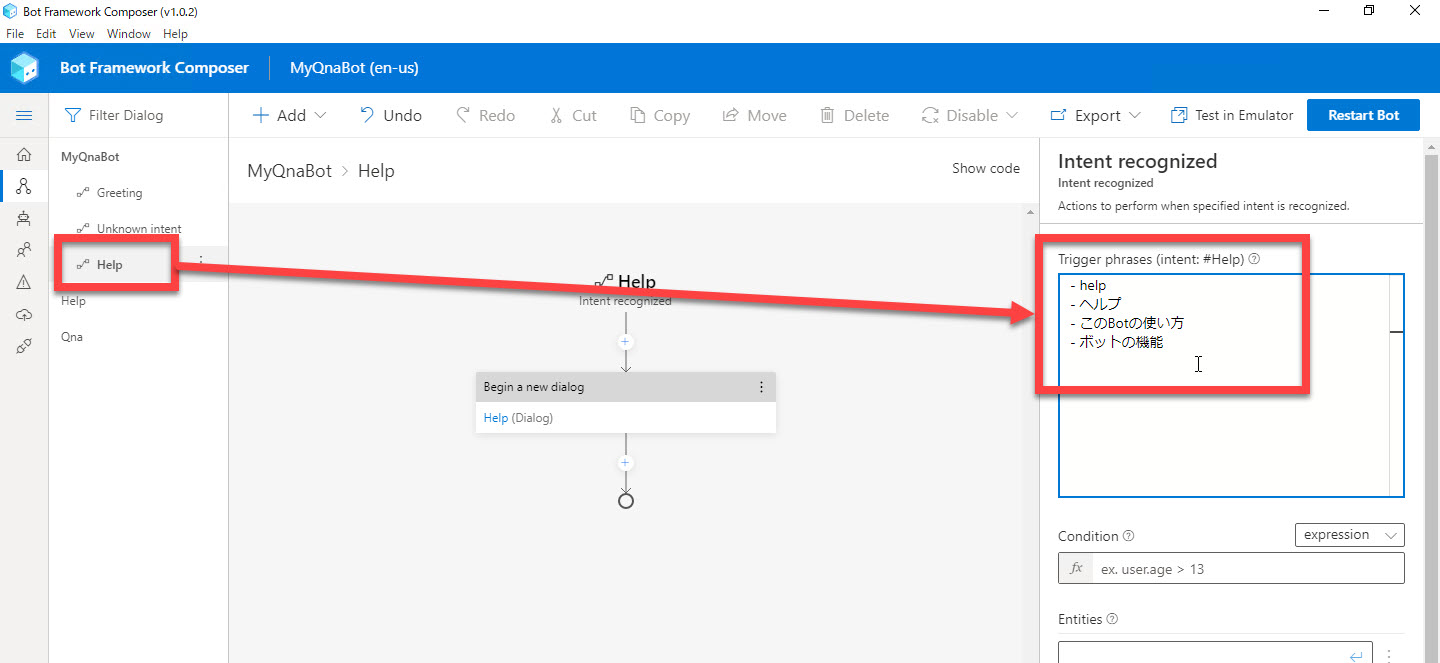 Bot Framework Composer (v1.0.2)
File Edit View Window Help
Bot Framework Composer MyQnaBot (en-us)
Filter Dialog
Add Undo Redo Cut Copy Move Delete Disable Export Test in Emulator Restart Bot
MyQnaBot
Greeting
Unknown intent
Help
Help
Qna
MyQnaBot > Help
Show code
Help
Intent recognized
+
Begin a new dialog
Help (Dialog)
+
Intent recognized
Intent recognized
Actions to perform when specified intent is recognized.
Trigger phrases (intent: #Help)
- help
- ヘルプ
- このBotの使い方
- ボットの機能
Condition
expression
fx ex. user.age > 13
Entities